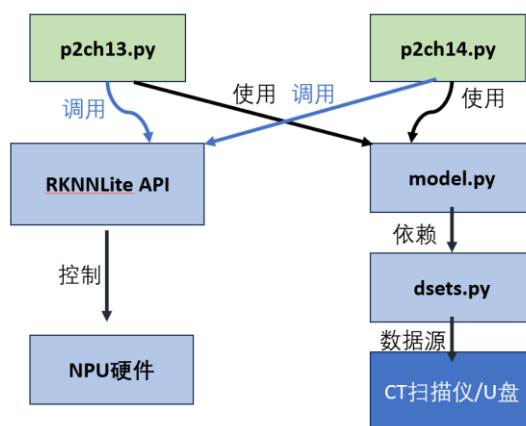 p2ch13.py
p2ch14.py
调用
使用
调用
使用
RKNNLite API
model.py
控制
依赖
dsets.py
数据源
NPU硬件
CT扫描仪/U盘